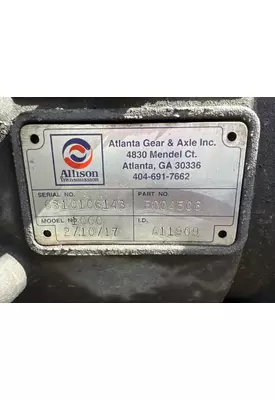 Allison
TRANSMISSION
Atlanta Gear & Axle Inc.
4830 Mendel Ct.
Atlanta, GA 30336
404-691-7662
SERIAL NO.
PART NO.
MODEL NO.
2/10/17
I.D.